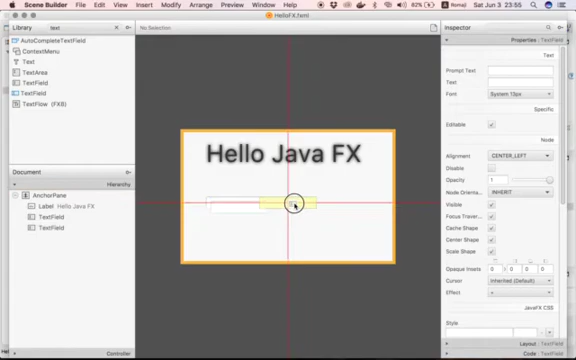 Scene Builder File Edit View Insert Modify Arrange Preview Window Help 82% Sat Jun 3 23:55
HelloFX.fxml
Library text
No Selection
Inspector
AutoCompleteTextField
ContextMenu
Text
TextArea
TextField
TextField
TextFlow (FX8)
Document
Hierarchy
AnchorPane
Label Hello Java FX
TextField
TextField
Controller
Hello Java FX
Properties : TextField
Text
Prompt Text
Text
Font System 13px
Specific
Editable
Node
Alignment CENTER_LEFT
Disable
Opacity 1
Node Orienta... INHERIT
Visible
Focus Traver...
Cache Shape
Center Shape
Scale Shape
Opaque Insets 0 0 0 0
Cursor Inherited (Default)
Effect +
JavaFX CSS
Style
Layout : TextField
Code : TextField